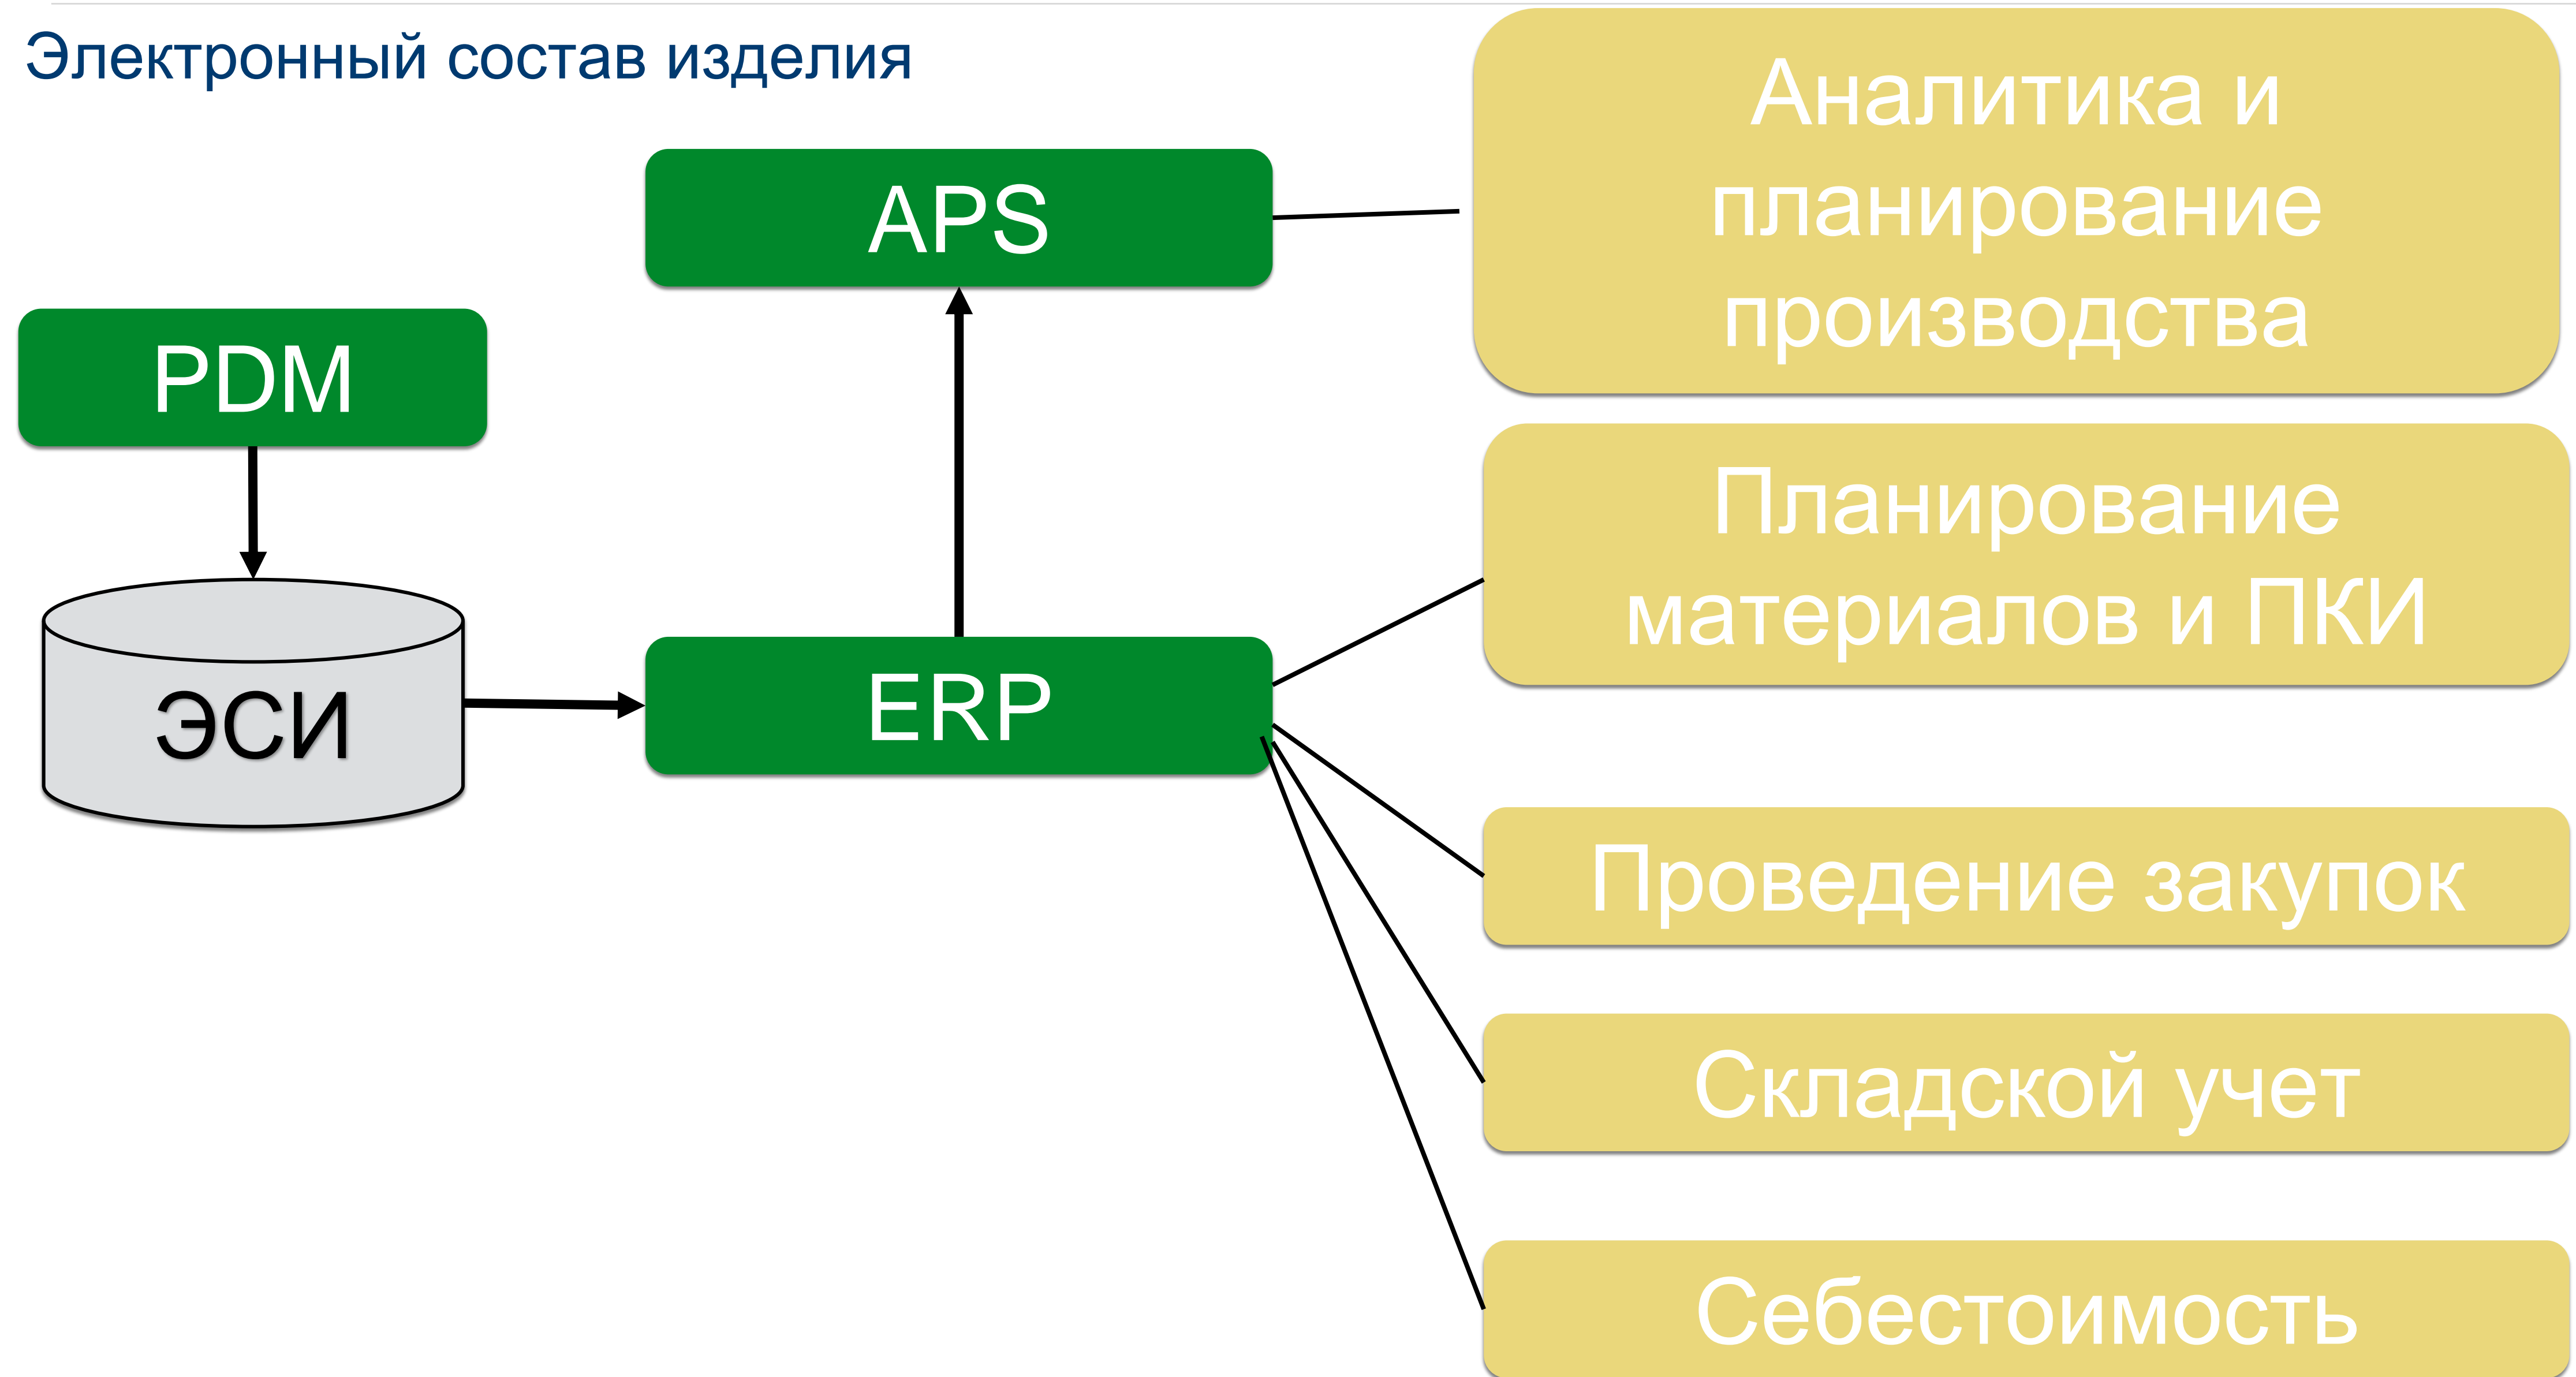 Электронный состав изделия
APS
Аналитика и
планирование
производства
PDM
Планирование
материалов и ПКИ
ЭСИ
ERP
Проведение закупок
Складской учет
Себестоимость